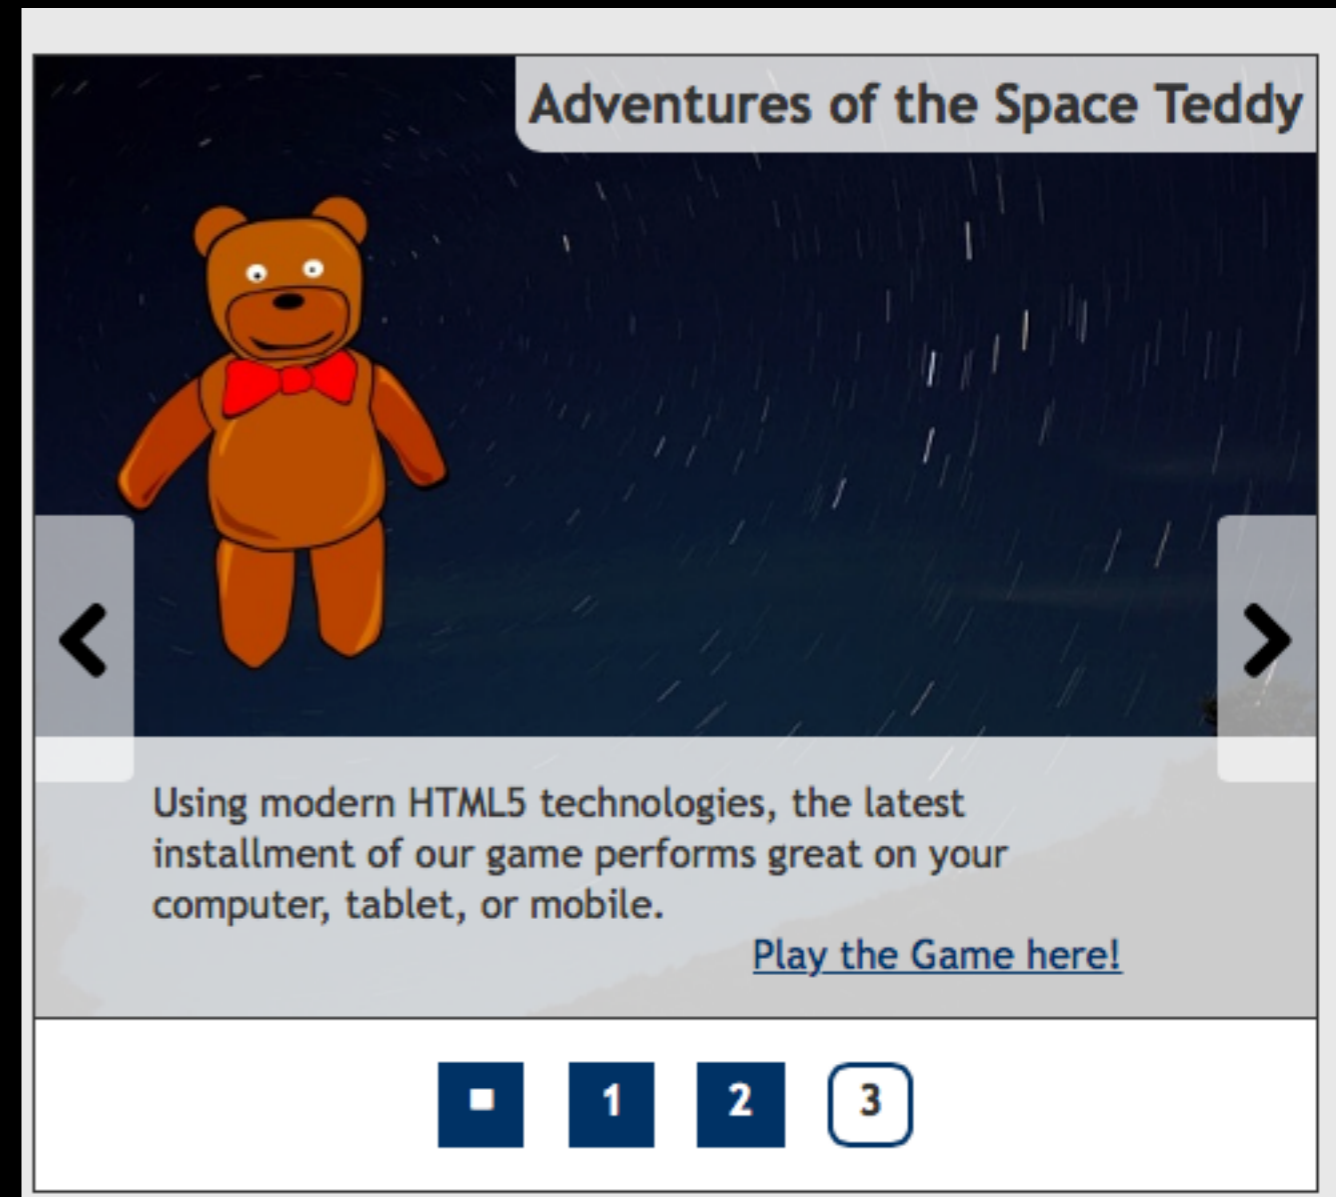 Adventures of the Space Teddy
Using modern HTML5 technologies, the latest
installment of our game performs great on your
computer, tablet, or mobile.
Play the Game here!
1 2 3